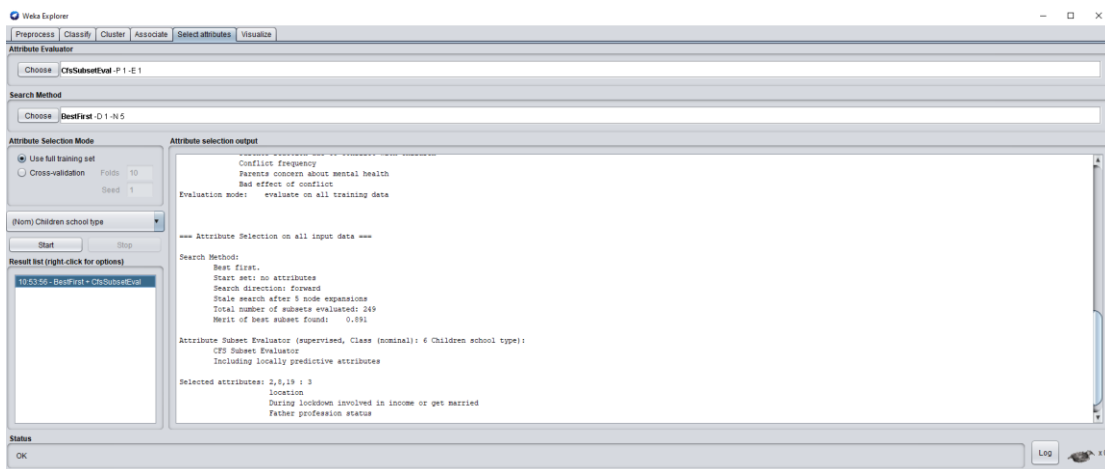 Weka Explorer
Preprocess Classify Cluster Associate Select attributes Visualize
Attribute Evaluator
Choose CfsSubsetEval -P 1 -E 1
Search Method
Choose BestFirst -D 1 -N 5
Attribute Selection Mode
Use full training set
Cross-validation Folds 10
Seed 1
(Nom) Children school type
Start Stop
Result list (right-click for options)
10:53:56 - BestFirst + CfsSubsetEval
Attribute selection output
Conflict frequency
Parents concern about mental health
Bad effect of conflict
Evaluation mode: evaluate on all training data
=== Attribute Selection on all input data ===
Search Method:
Best first.
Start set: no attributes
Search direction: forward
Stale search after 5 node expansions
Total number of subsets evaluated: 249
Merit of best subset found: 0.891
Attribute Subset Evaluator (supervised, Class (nominal): 6 Children school type):
CFS Subset Evaluator
Including locally predictive attributes
Selected attributes: 2,8,19 : 3
location
During lockdown involved in income or get married
Father profession status
Status
OK
Log